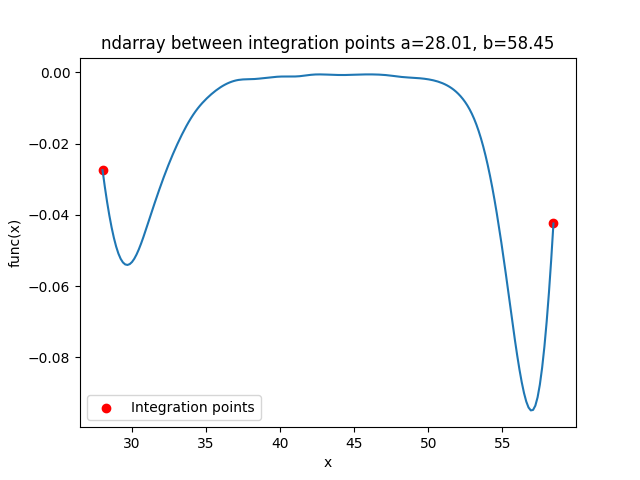 ndarray between integration points a=28.01, b=58.45
0.00
−0.02
−0.04
−0.06
−0.08
func(x)
Integration points
30 35 40 45 50 55
x